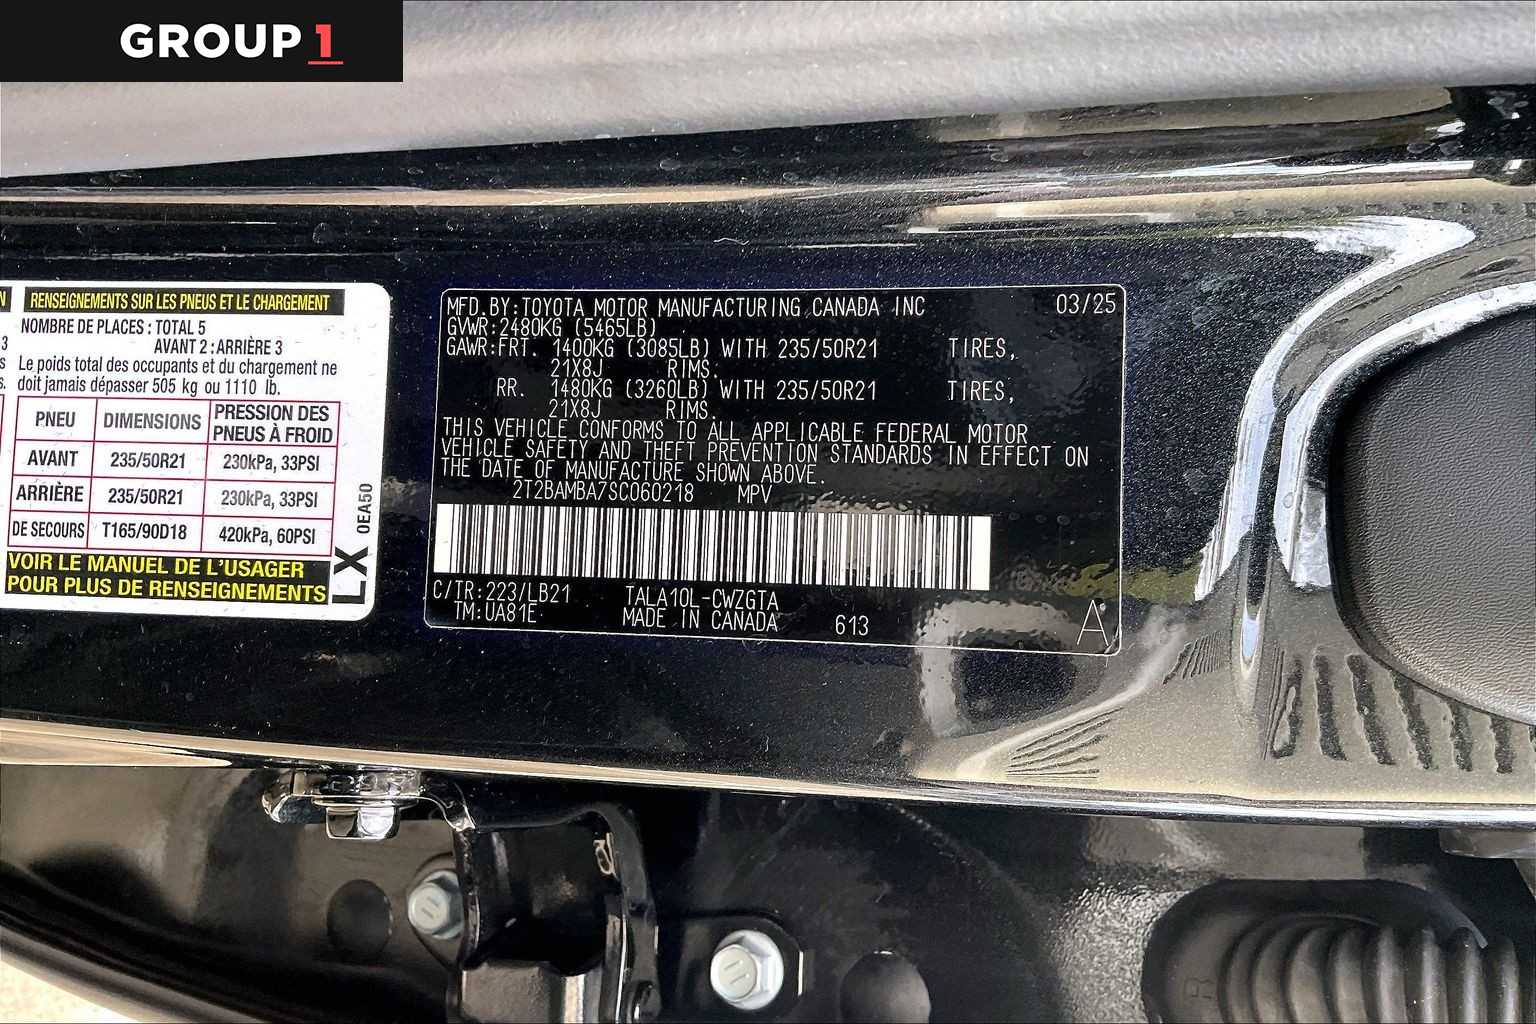 GROUP 1
RENSEIGNEMENTS SUR LES PNEUS ET LE CHARGEMENT
NOMBRE DE PLACES : TOTAL 5
AVANT 2 : ARRIÈRE 3
Le poids total des occupants et du chargement ne
doit jamais dépasser 505 kg ou 1110 lb.
PNEU DIMENSIONS PRESSION DES PNEUS À FROID
AVANT 235/50R21 230kPa, 33PSI
ARRIÈRE 235/50R21 230kPa, 33PSI
DE SECOURS T165/90D18 420kPa, 60PSI
VOIR LE MANUEL DE L'USAGER
POUR PLUS DE RENSEIGNEMENTS
LX 0EA50
MFD.BY:TOYOTA MOTOR MANUFACTURING CANADA INC 03/25
GVWR:2480KG (5465LB)
GAWR:FRT. 1400KG (3085LB) WITH 235/50R21 TIRES,
21X8J RIMS.
RR. 1480KG (3260LB) WITH 235/50R21 TIRES,
21X8J RIMS.
THIS VEHICLE CONFORMS TO ALL APPLICABLE FEDERAL MOTOR
VEHICLE SAFETY AND THEFT PREVENTION STANDARDS IN EFFECT ON
THE DATE OF MANUFACTURE SHOWN ABOVE.
2T2BAMBA7SC060218 MPV
C/TR:223/LB21 TALA10L-CWZGTA
TM:UA81E MADE IN CANADA 613
A